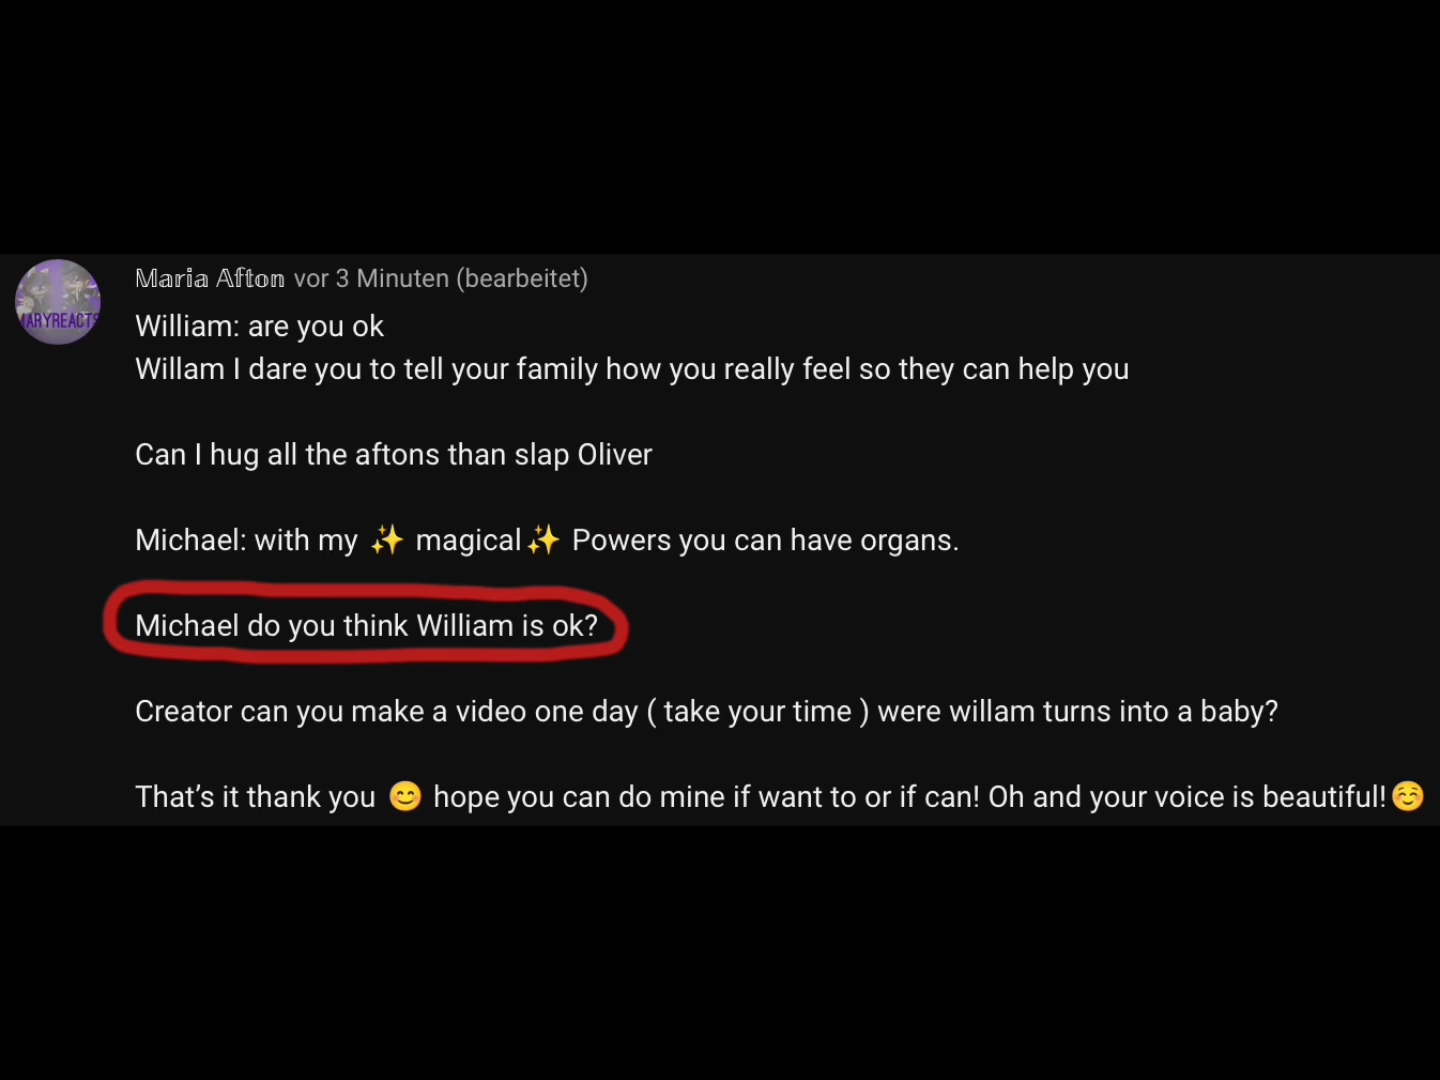 Maria Afton vor 3 Minuten (bearbeitet)
William: are you ok
Willam I dare you to tell your family how you really feel so they can help you
Can I hug all the aftons than slap Oliver
Michael: with my ✨ magical✨ Powers you can have organs.
Michael do you think William is ok?
Creator can you make a video one day ( take your time ) were willam turns into a baby?
That’s it thank you 😊 hope you can do mine if want to or if can! Oh and your voice is beautiful!☺️
ARYREACTS